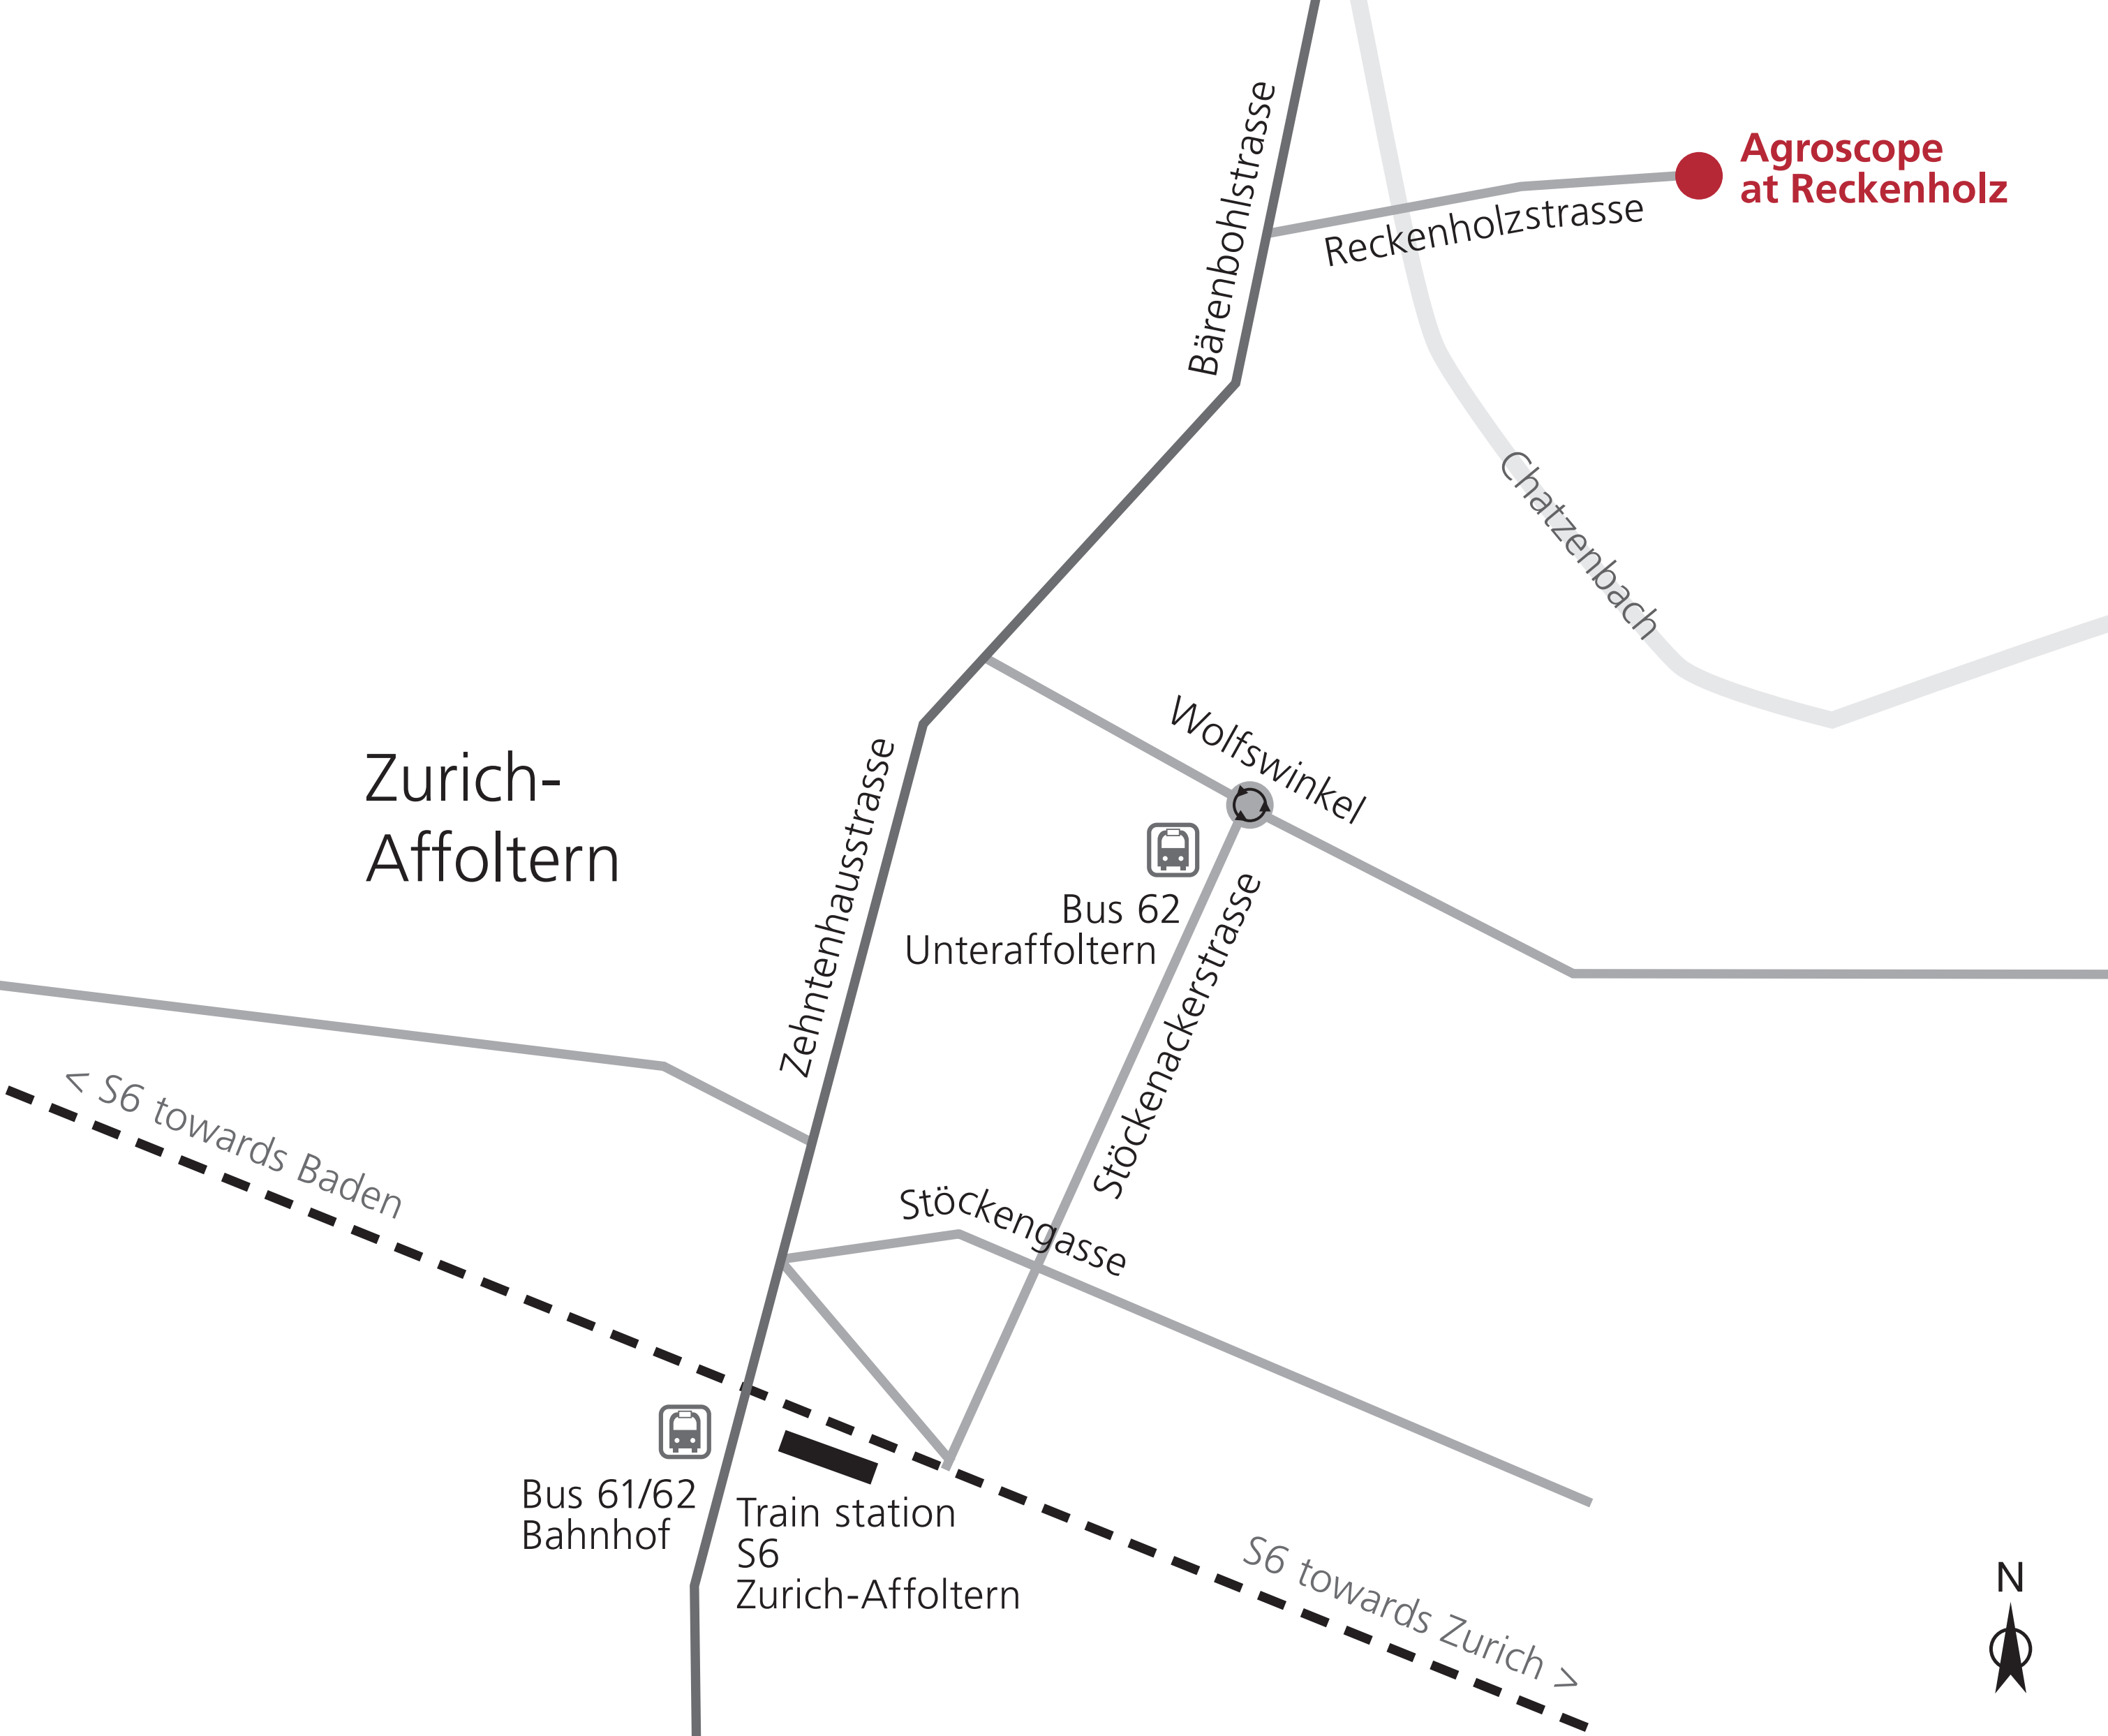 Bärenbohlstrasse
Agroscope
at Reckenholz
Reckenholzstrasse
Chatzenbach
Wolfswinkel
Zurich-
Affoltern
Zehntenhausstrasse
Bus 62
Unteraffoltern
Stöckenackerstrasse
< S6 towards Baden
Stöckengasse
Bus 61/62
Bahnhof
Train station
S6
Zurich-Affoltern
S6 towards Zurich >
N